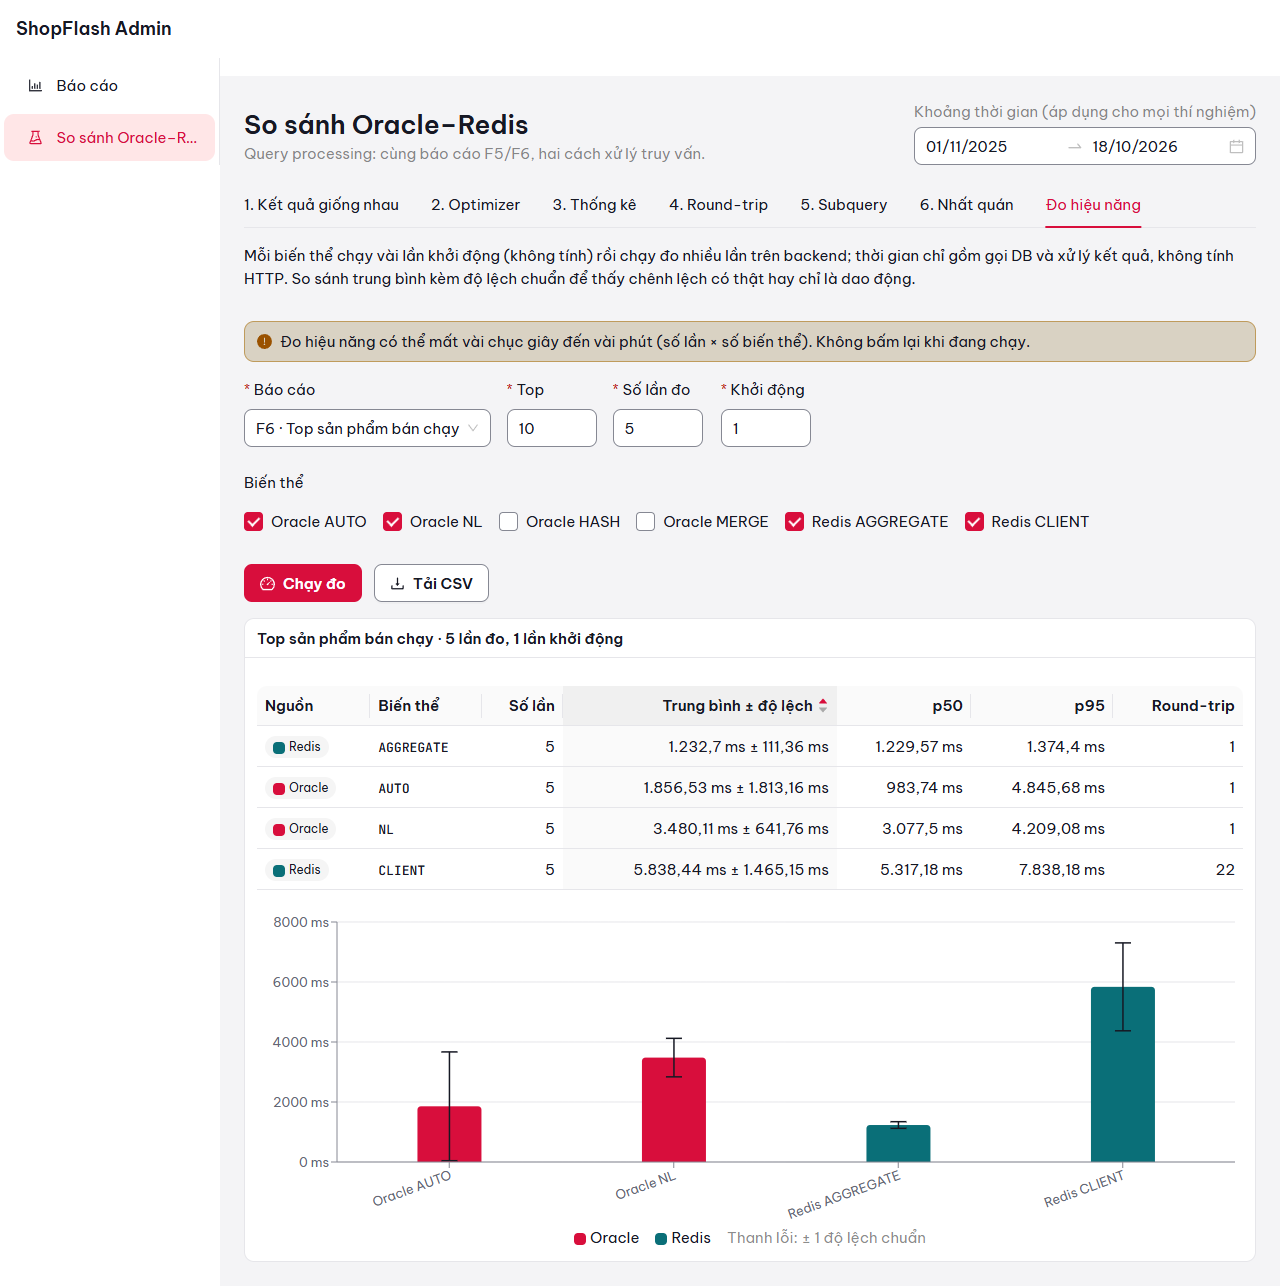 ShopFlash Admin
Báo cáo
So sánh Oracle–R...
So sánh Oracle–Redis
Query processing: cùng báo cáo F5/F6, hai cách xử lý truy vấn.
Khoảng thời gian (áp dụng cho mọi thí nghiệm)
01/11/2025 → 18/10/2026
1. Kết quả giống nhau 2. Optimizer 3. Thống kê 4. Round-trip 5. Subquery 6. Nhất quán Đo hiệu năng
Mỗi biến thể chạy vài lần khởi động (không tính) rồi chạy đo nhiều lần trên backend; thời gian chỉ gồm gọi DB và xử lý kết quả, không tính
HTTP. So sánh trung bình kèm độ lệch chuẩn để thấy chênh lệch có thật hay chỉ là dao động.
Đo hiệu năng có thể mất vài chục giây đến vài phút (số lần × số biến thể). Không bấm lại khi đang chạy.
* Báo cáo * Top * Số lần đo * Khởi động
F6 · Top sản phẩm bán chạy 10 5 1
Biến thể
Oracle AUTO Oracle NL Oracle HASH Oracle MERGE Redis AGGREGATE Redis CLIENT
Chạy đo Tải CSV
Top sản phẩm bán chạy · 5 lần đo, 1 lần khởi động
Nguồn Biến thể Số lần Trung bình ± độ lệch p50 p95 Round-trip
Redis AGGREGATE 5 1.232,7 ms ± 111,36 ms 1.229,57 ms 1.374,4 ms 1
Oracle AUTO 5 1.856,53 ms ± 1.813,16 ms 983,74 ms 4.845,68 ms 1
Oracle NL 5 3.480,11 ms ± 641,76 ms 3.077,5 ms 4.209,08 ms 1
Redis CLIENT 5 5.838,44 ms ± 1.465,15 ms 5.317,18 ms 7.838,18 ms 22
8000 ms
6000 ms
4000 ms
2000 ms
0 ms
Oracle AUTO Oracle NL Redis AGGREGATE Redis CLIENT
Oracle Redis Thanh lỗi: ± 1 độ lệch chuẩn